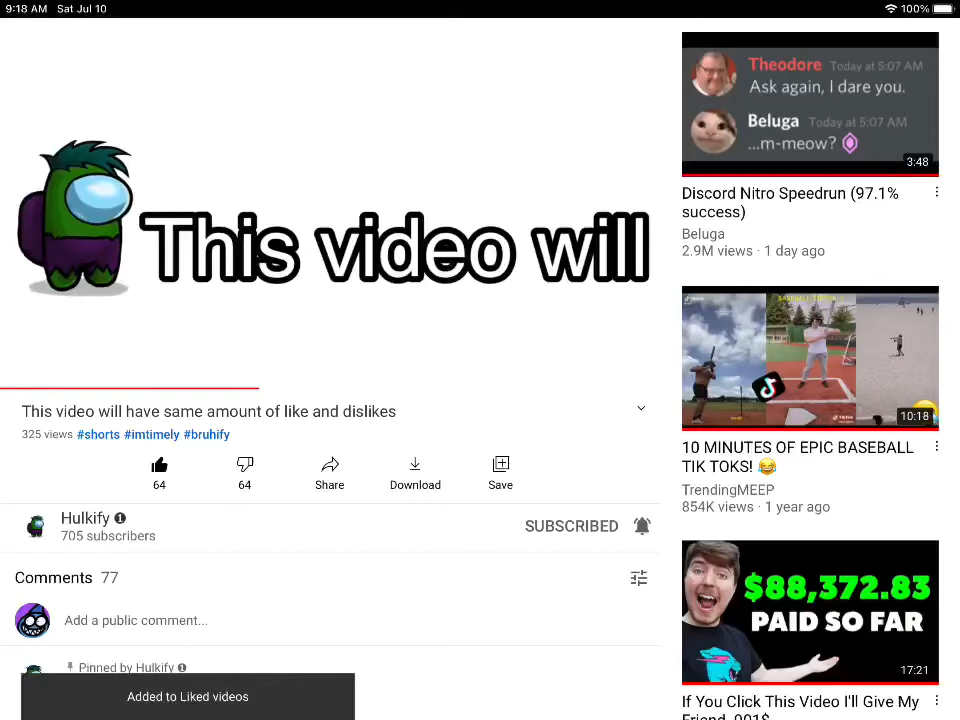 9:18 AM Sat Jul 10
100%
This video will
This video will have same amount of like and dislikes
325 views · #shorts #imtimely #bruhify
64
64
Share
Download
Save
Hulkify
705 subscribers
SUBSCRIBED
Comments 77
Add a public comment...
Pinned by Hulkify
Added to Liked videos
Theodore Today at 5:07 AM
Ask again, I dare you.
Beluga Today at 5:07 AM
...m-meow?
3:48
Discord Nitro Speedrun (97.1%
success)
Beluga
2.9M views · 1 day ago
TikTok
10:18
10 MINUTES OF EPIC BASEBALL
TIK TOKS! 😂
TrendingMEEP
854K views · 1 year ago
$88,372.83
PAID SO FAR
17:21
If You Click This Video I'll Give My
Friend .001$